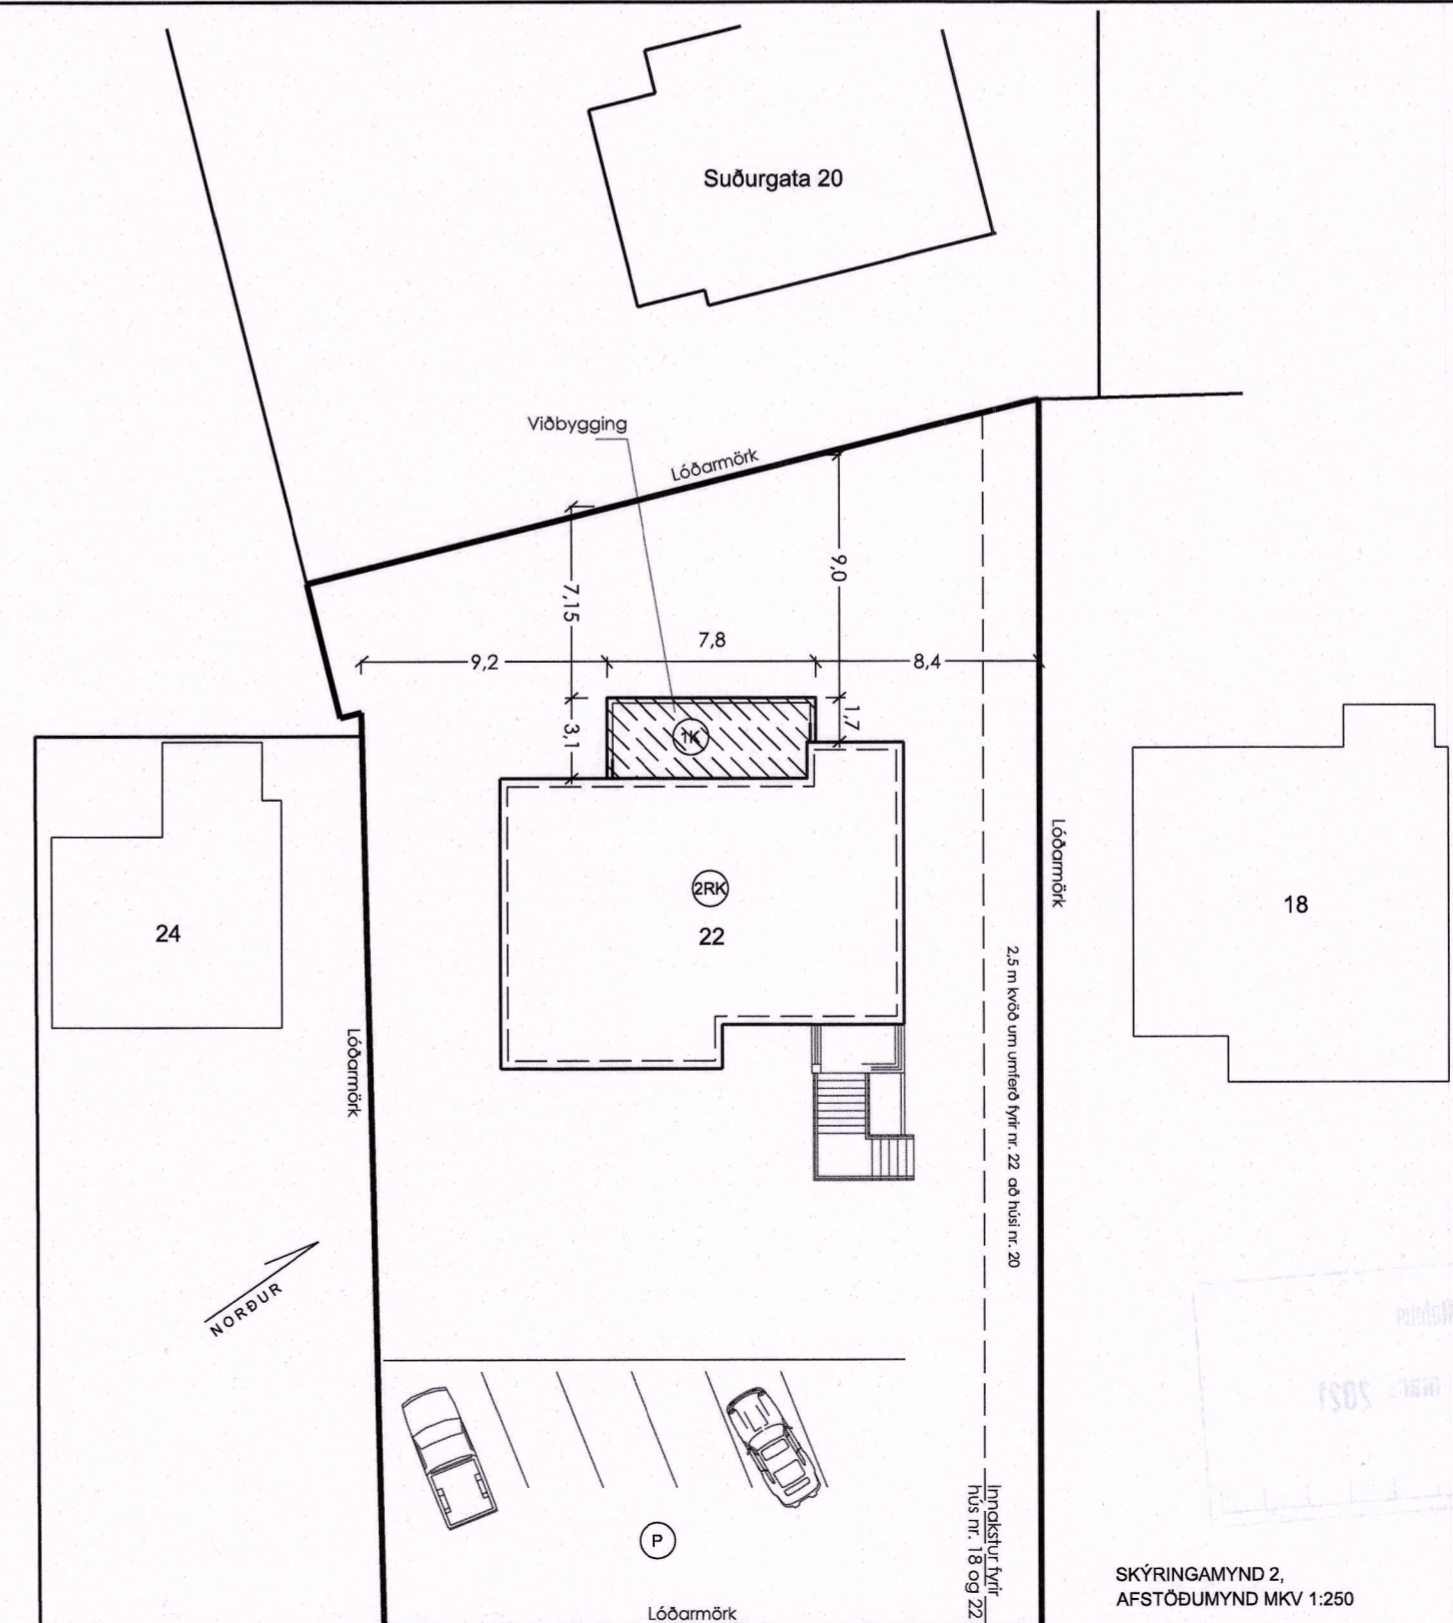 Suðurgata 20
Viðbygging
Lóðarmörk
7,15
9,0
9,2
7,8
8,4
3,1
1K
1,7
2RK
22
24
18
Lóðarmörk
Lóðarmörk
2,5 m kvöð um umferð fyrir nr. 22 að húsi nr. 20
NORÐUR
Innakstur fyrir
hús nr. 18 og 22
P
Lóðarmörk
2021
SKÝRINGAMYND 2,
AFSTÖÐUMYND MKV 1:250